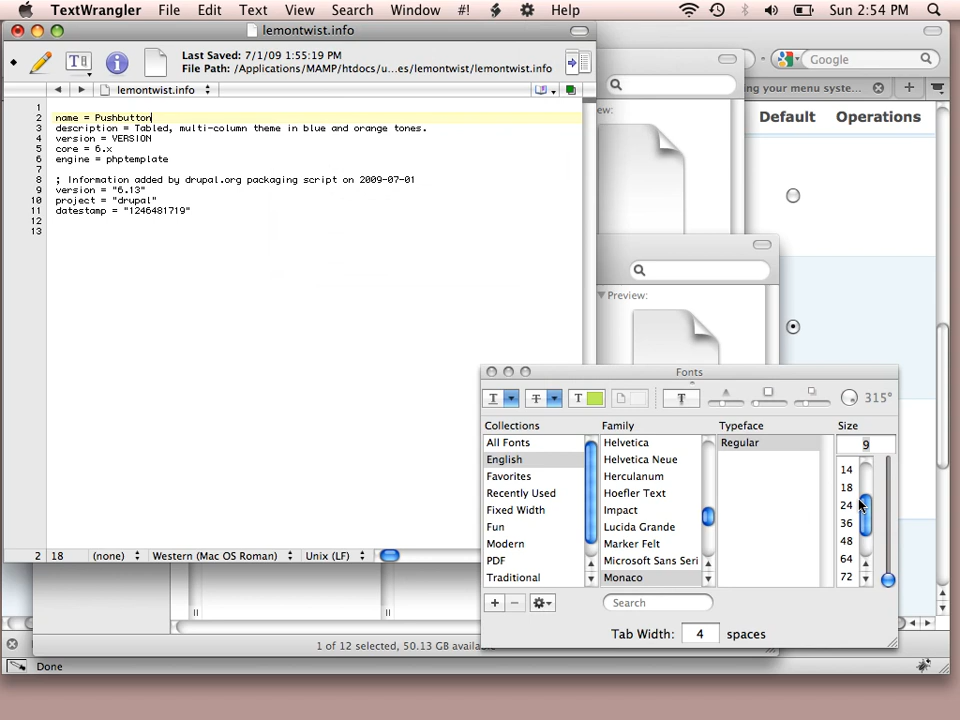 TextWrangler File Edit Text View Search Window #! Help Sun 2:54 PM
lemontwist.info
Last Saved: 7/1/09 1:55:19 PM
File Path: /Applications/MAMP/htdocs/u...es/lemontwist/lemontwist.info
lemontwist.info
1
2 name = Pushbutton
3 description = Tabled, multi-column theme in blue and orange tones.
4 version = VERSION
5 core = 6.x
6 engine = phptemplate
7
8 ; Information added by drupal.org packaging script on 2009-07-01
9 version = "6.13"
10 project = "drupal"
11 datestamp = "1246481719"
12
13
2 18 (none) Western (Mac OS Roman) Unix (LF)
Google
ing your menu syste...
ew:
Default Operations
Preview:
Fonts
T T T T 315°
Collections Family Typeface Size
All Fonts
English
Favorites
Recently Used
Fixed Width
Fun
Modern
PDF
Traditional
Helvetica
Helvetica Neue
Herculanum
Hoefler Text
Impact
Lucida Grande
Marker Felt
Microsoft Sans Seri
Monaco
Regular
9
14
18
24
36
48
64
72
Search
Tab Width: 4 spaces
1 of 12 selected, 50.13 GB availa
Done